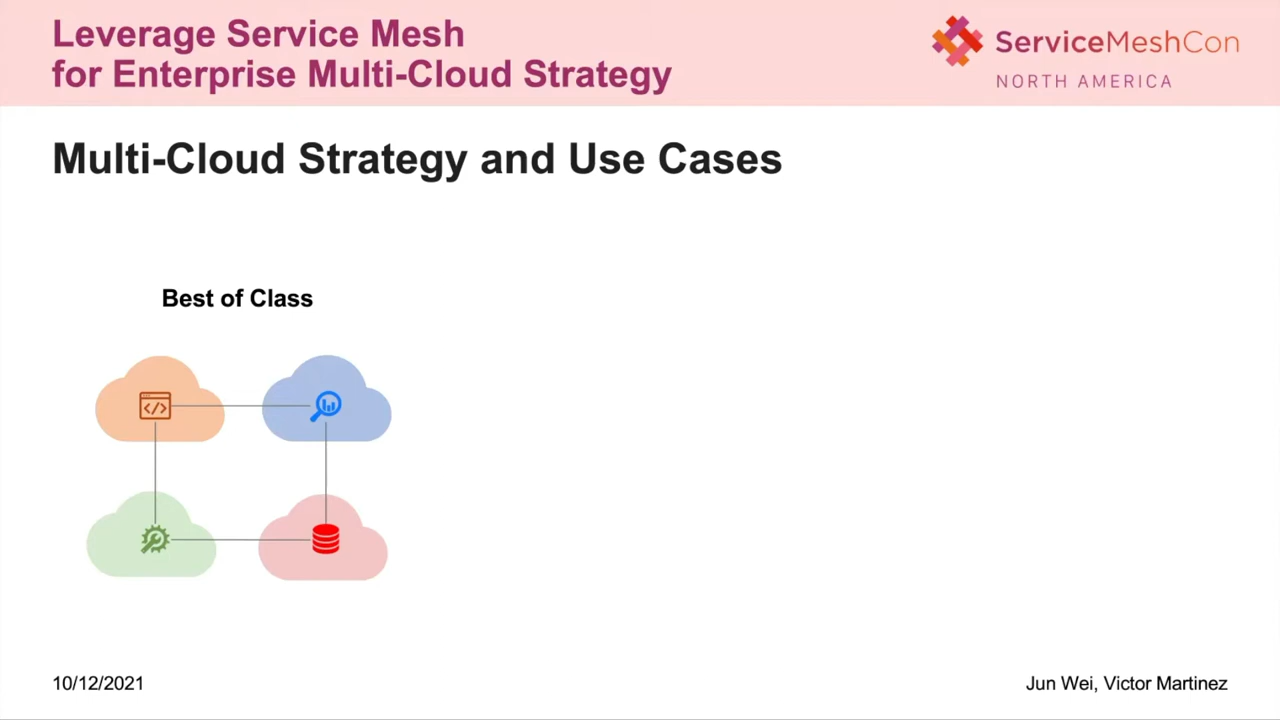 Leverage Service Mesh
for Enterprise Multi-Cloud Strategy
ServiceMeshCon
NORTH AMERICA
Multi-Cloud Strategy and Use Cases
Best of Class
</>
10/12/2021
Jun Wei, Victor Martinez